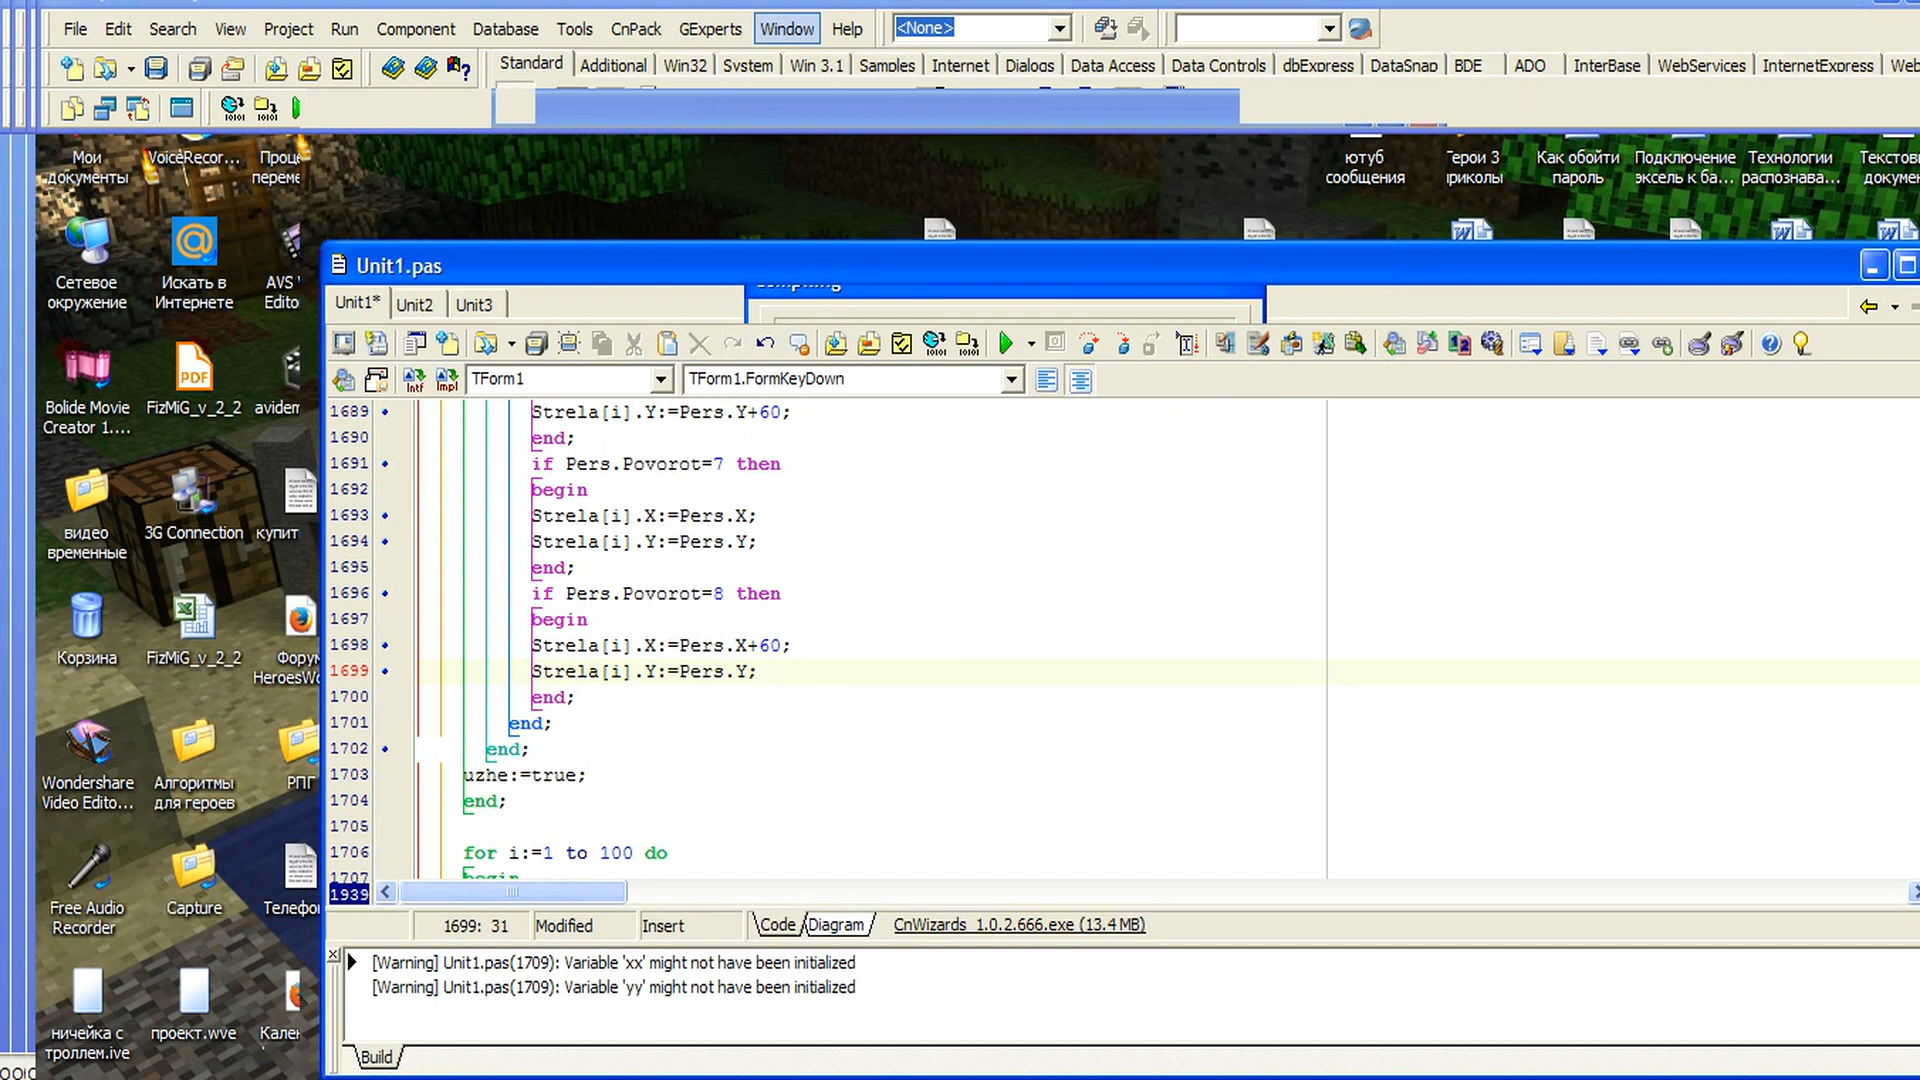 File Edit Search View Project Run Component Database Tools CnPack GExperts Window Help <None>
Standard Additional Win32 System Win 3.1 Samples Internet Dialogs Data Access Data Controls dbExpress DataSnap BDE ADO InterBase WebServices InternetExpress
Мои документы
VoiceRecor...
ютуб сообщения
Как обойти пароль
Подключение эксель к ба...
Технологии распознава...
Сетевое окружение
Искать в Интернете
AVS
Bolide Movie Creator 1....
FizMiG_v_2_2
видео временные
3G Connection
Корзина
FizMiG_v_2_2
Wondershare Video Edito...
Алгоритмы для героев
РПГ
Free Audio Recorder
Capture
ничейка с троллем.ive
проект.wve
Unit1.pas
Unit1* Unit2 Unit3
Intf Impl TForm1 TForm1.FormKeyDown
1689 Strela[i].Y:=Pers.Y+60;
1690 end;
1691 if Pers.Povorot=7 then
1692 begin
1693 Strela[i].X:=Pers.X;
1694 Strela[i].Y:=Pers.Y;
1695 end;
1696 if Pers.Povorot=8 then
1697 begin
1698 Strela[i].X:=Pers.X+60;
1699 Strela[i].Y:=Pers.Y;
1700 end;
1701 end;
1702 end;
1703 uzhe:=true;
1704 end;
1705
1706 for i:=1 to 100 do
1707 begin
1939
1699: 31 Modified Insert Code Diagram CnWizards_1.0.2.666.exe (13.4 MB)
[Warning] Unit1.pas(1709): Variable 'xx' might not have been initialized
[Warning] Unit1.pas(1709): Variable 'yy' might not have been initialized
Build